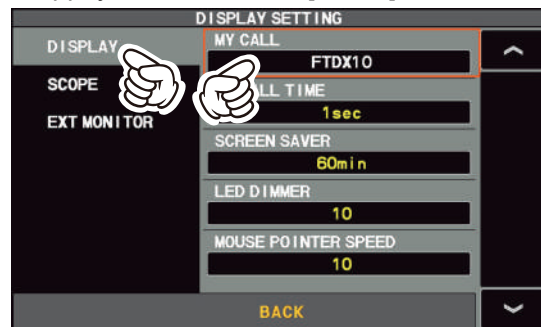 DISPLAY SETTING
DISPLAY
MY CALL
FTDX10
SCOPE
LL TIME
1sec
EXT MONITOR
SCREEN SAVER
60min
LED DIMMER
10
MOUSE POINTER SPEED
10
BACK